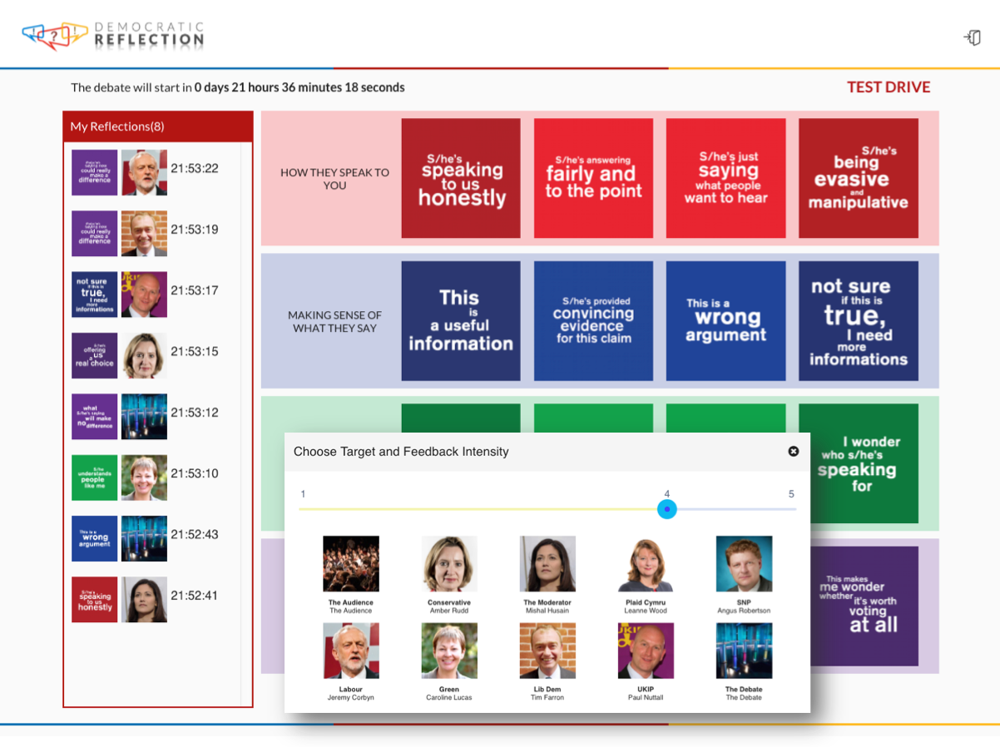 DEMOCRATIC
REFLECTION
The debate will start in 0 days 21 hours 36 minutes 18 seconds
TEST DRIVE
My Reflections(8)
could really
make a
difference
21:53:22
could really
make a
difference
21:53:19
not sure
if this is
true,
I need
more
informations
21:53:17
S/he's
offering
us
a
real choice
21:53:15
what
S/he's saying
will make
no difference
21:53:12
S/he
understands
people
like me
21:53:10
This is a
wrong
argument
21:52:43
S/he's
speaking
to us
honestly
21:52:41
HOW THEY SPEAK TO
YOU
S/he's
speaking
to us
honestly
S/he's answering
fairly and
to the point
S/he's just
saying
what people
want to hear
S/he's
being
evasive
and
manipulative
MAKING SENSE OF
WHAT THEY SAY
This
is
a useful
information
S/he's provided
convincing
evidence
for this claim
This is a
wrong
argument
not sure
if this is
true,
I need
more
informations
I wonder
who s/he's
speaking
for
This makes
me wonder
whether it's worth
voting
at all
Choose Target and Feedback Intensity
1 4 5
The Audience
The Audience
Conservative
Amber Rudd
The Moderator
Mishal Husain
Plaid Cymru
Leanne Wood
SNP
Angus Robertson
Labour
Jeremy Corbyn
Green
Caroline Lucas
Lib Dem
Tim Farron
UKIP
Paul Nuttall
The Debate
The Debate